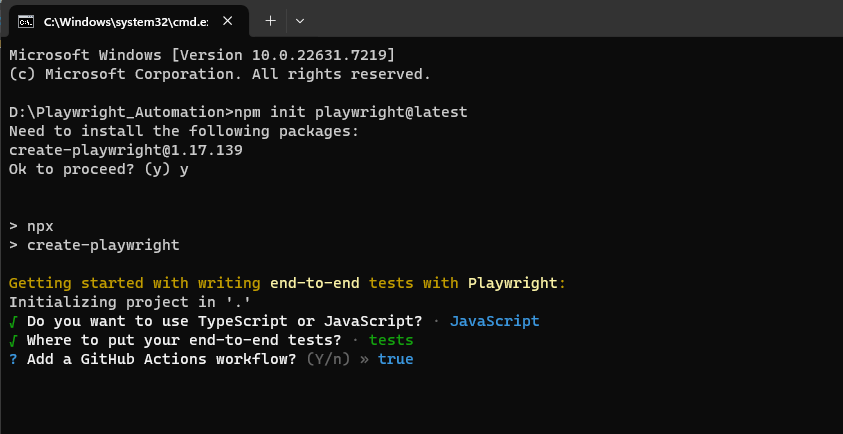 C:\Windows\system32\cmd.e
Microsoft Windows [Version 10.0.22631.7219]
(c) Microsoft Corporation. All rights reserved.
D:\Playwright_Automation>npm init playwright@latest
Need to install the following packages:
create-playwright@1.17.139
Ok to proceed? (y) y
> npx
> create-playwright
Getting started with writing end-to-end tests with Playwright:
Initializing project in '.'
√ Do you want to use TypeScript or JavaScript? · JavaScript
√ Where to put your end-to-end tests? · tests
? Add a GitHub Actions workflow? (Y/n) » true